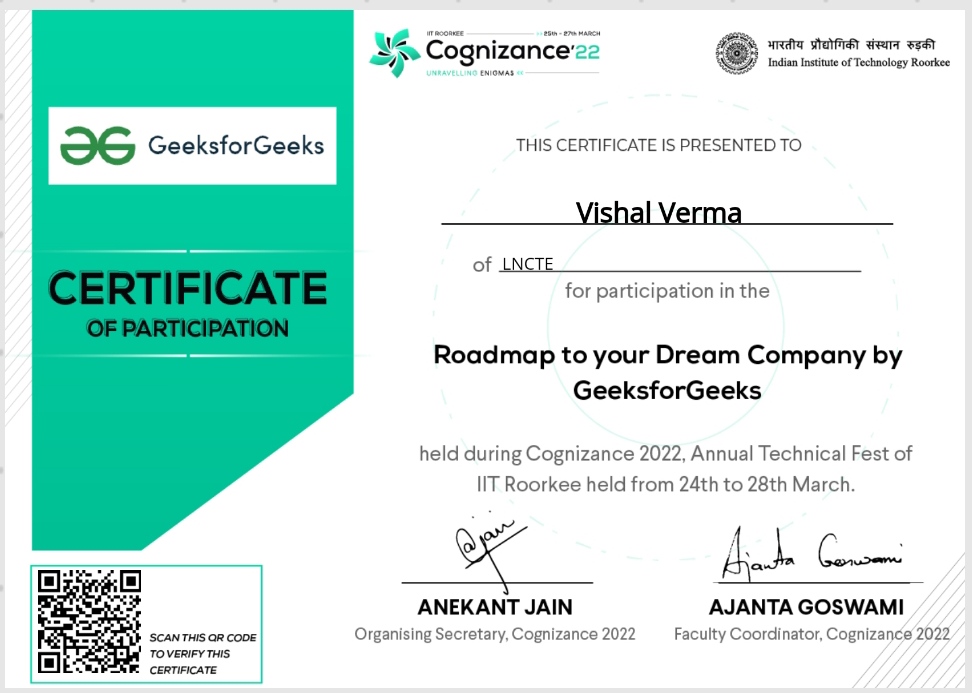 IIT ROORKEE
25th - 27th MARCH
Cognizance'22
UNRAVELLING ENIGMAS
भारतीय प्रौद्योगिकी संस्थान रुड़की
Indian Institute of Technology Roorkee
GeeksforGeeks
CERTIFICATE
OF PARTICIPATION
THIS CERTIFICATE IS PRESENTED TO
Vishal Verma
of LNCTE
for participation in the
Roadmap to your Dream Company by
GeeksforGeeks
held during Cognizance 2022, Annual Technical Fest of
IIT Roorkee held from 24th to 28th March.
@jain
Ajanta Goswami
ANEKANT JAIN
AJANTA GOSWAMI
Organising Secretary, Cognizance 2022
Faculty Coordinator, Cognizance 2022
SCAN THIS QR CODE
TO VERIFY THIS
CERTIFICATE